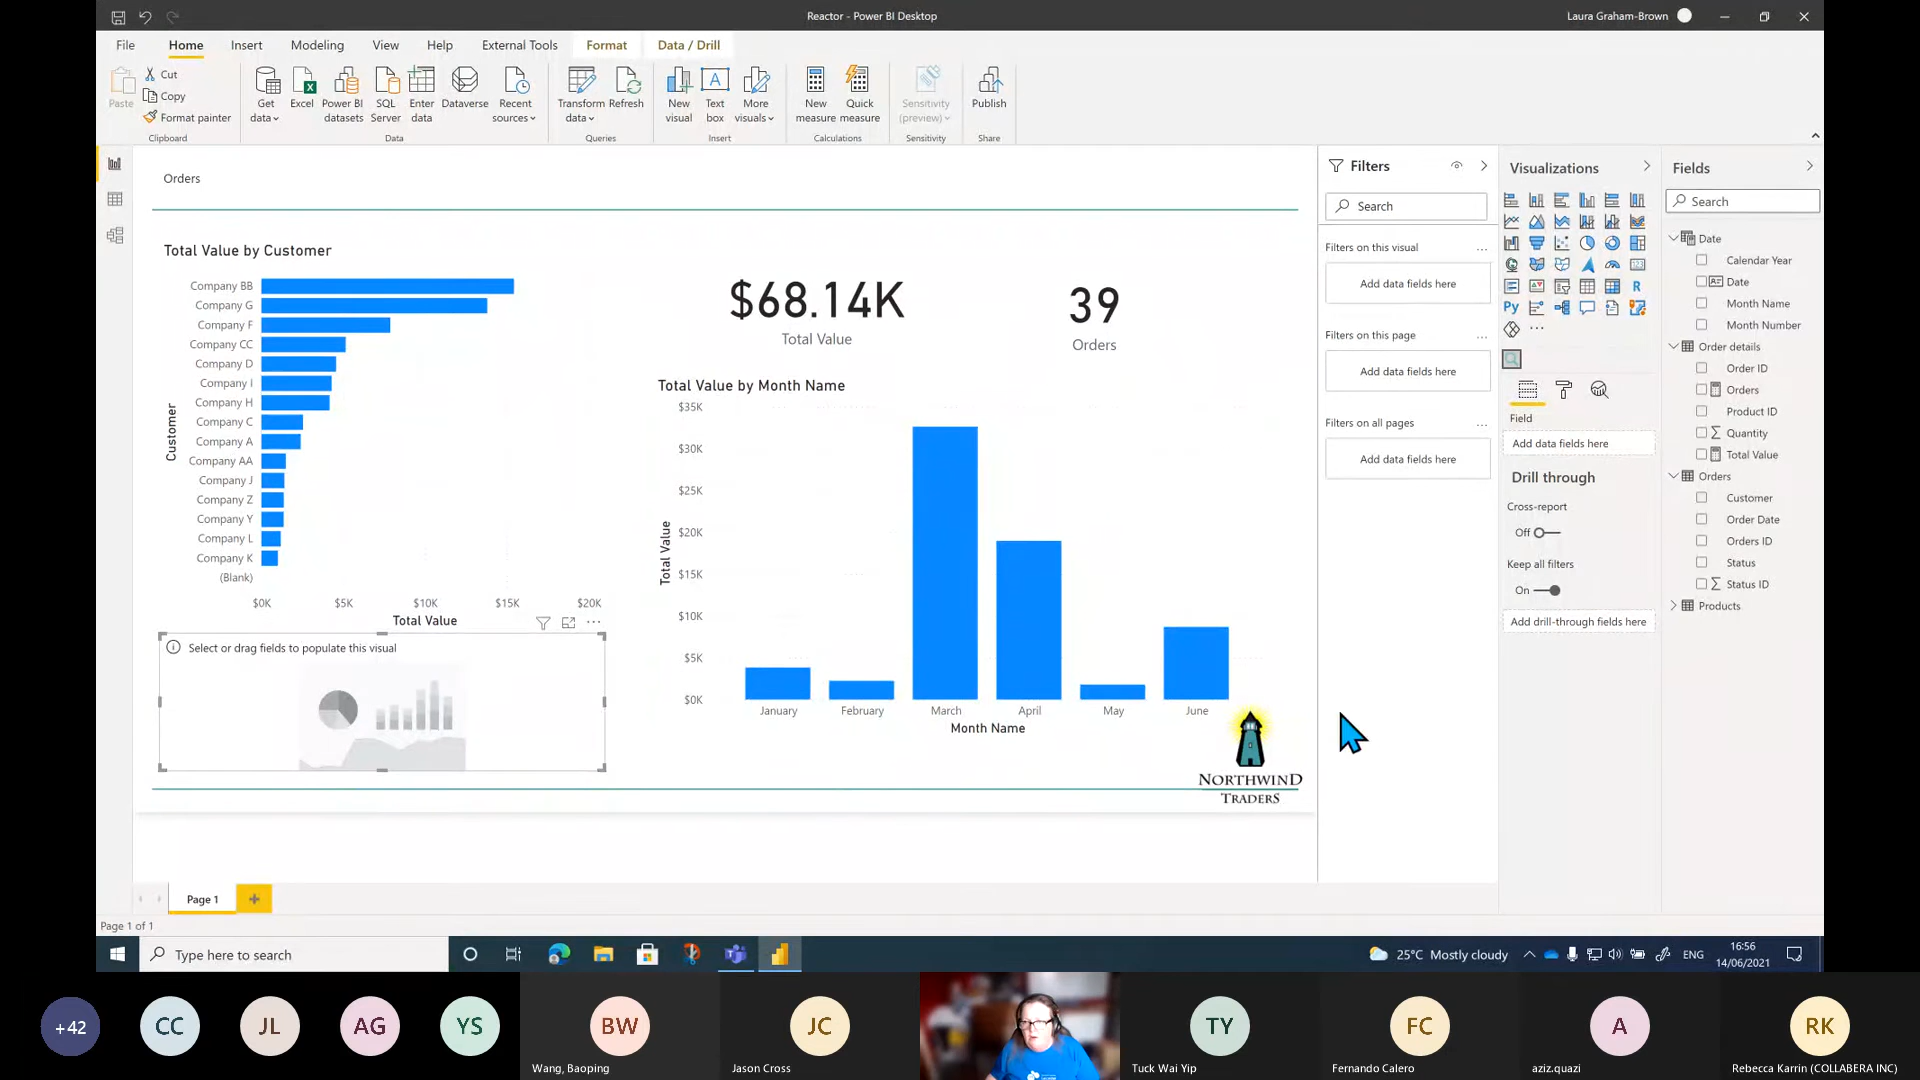 Reactor - Power BI Desktop
Laura Graham-Brown
File
Home
Insert
Modeling
View
Help
External Tools
Format
Data / Drill
Paste
Cut
Copy
Format painter
Clipboard
Get data
Excel
Power BI datasets
SQL Server
Enter data
Dataverse
Recent sources
Data
Transform data
Refresh
Queries
New visual
A
Text box
More visuals
Insert
New measure
Quick measure
Calculations
Sensitivity (preview)
Sensitivity
Publish
Share
Orders
Total Value by Customer
Customer
Company BB
Company G
Company F
Company CC
Company D
Company I
Company H
Company C
Company A
Company AA
Company J
Company Z
Company Y
Company L
Company K
(Blank)
$0K
$5K
$10K
$15K
$20K
Total Value
Select or drag fields to populate this visual
$68.14K
Total Value
39
Orders
Total Value by Month Name
Total Value
$35K
$30K
$25K
$20K
$15K
$10K
$5K
$0K
January
February
March
April
May
June
Month Name
NORTHWIND
TRADERS
Filters
Search
Filters on this visual
...
Add data fields here
Filters on this page
...
Add data fields here
Filters on all pages
...
Add data fields here
Visualizations
R
Py
...
Field
Add data fields here
Drill through
Cross-report
Off
Keep all filters
On
Add drill-through fields here
Fields
Search
Date
Calendar Year
Date
Month Name
Month Number
Order details
Order ID
Orders
Product ID
Quantity
Total Value
Orders
Customer
Order Date
Orders ID
Status
Status ID
Products
Page 1
Page 1 of 1
Type here to search
25°C Mostly cloudy
ENG
16:56
14/06/2021
+42
CC
JL
AG
YS
BW
Wang, Baoping
JC
Jason Cross
TY
Tuck Wai Yip
FC
Fernando Calero
A
aziz.quazi
RK
Rebecca Karrin (COLLABERA INC)